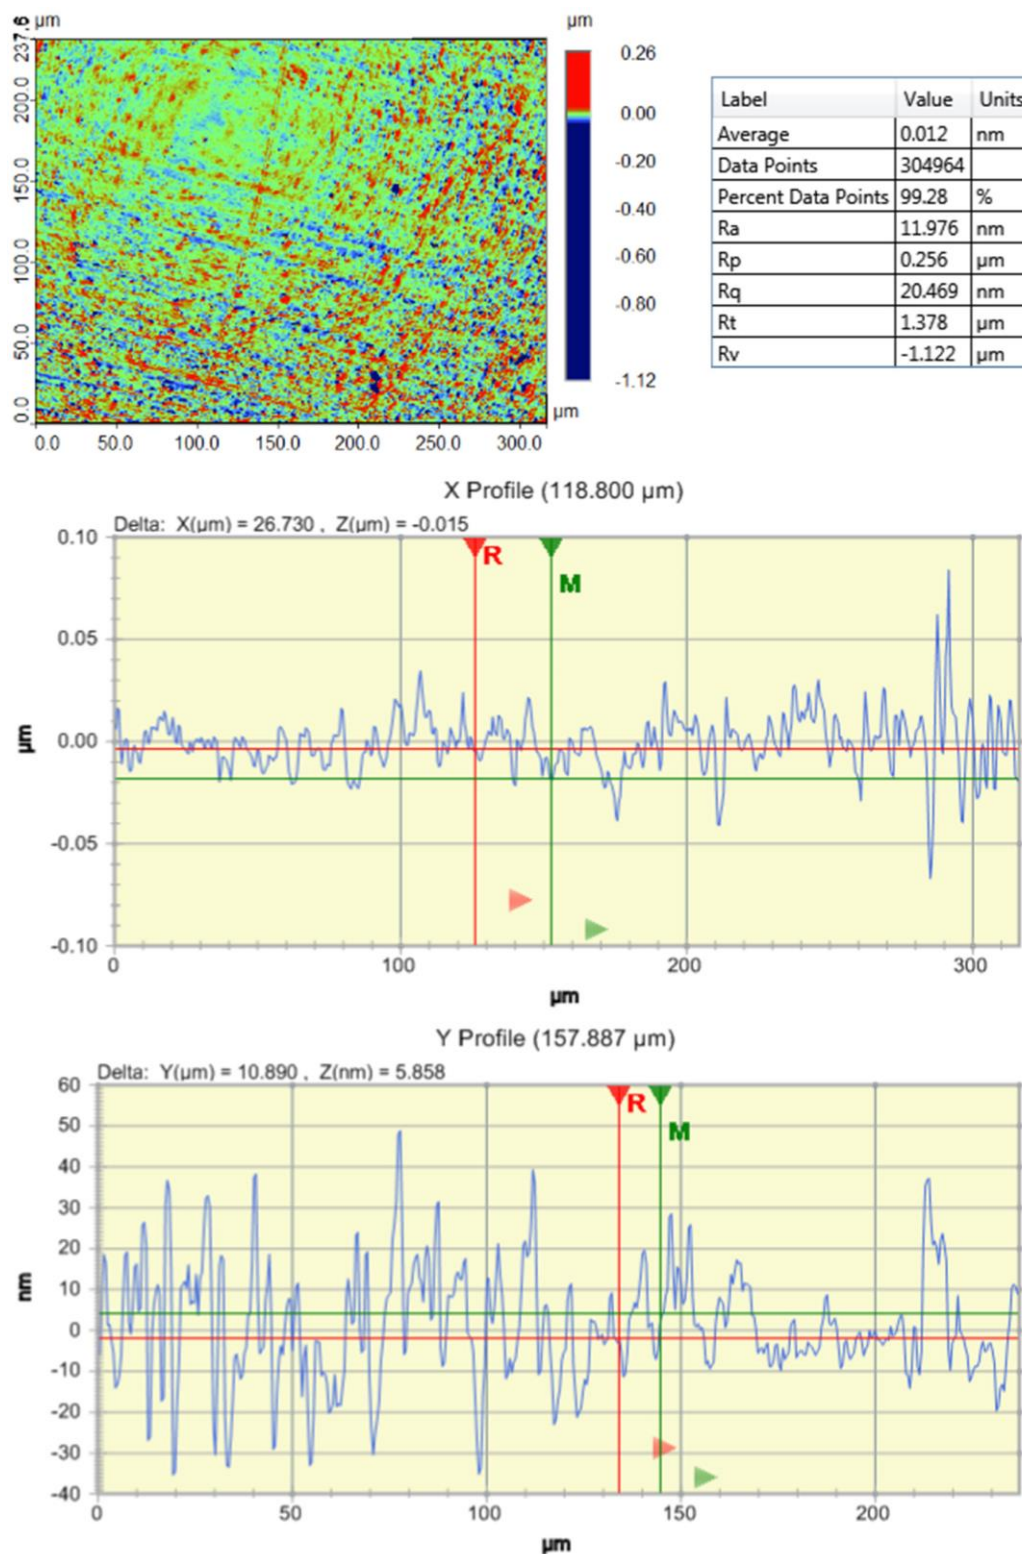 237.6 µm
200.0
150.0
100.0
50.0
0.0
0.0 50.0 100.0 150.0 200.0 250.0 300.0
µm
µm
0.26
0.00
-0.20
-0.40
-0.60
-0.80
-1.12
Label Value Units
Average 0.012 nm
Data Points 304964
Percent Data Points 99.28 %
Ra 11.976 nm
Rp 0.256 µm
Rq 20.469 nm
Rt 1.378 µm
Rv -1.122 µm
X Profile (118.800 µm)
Delta: X(µm) = 26.730 , Z(µm) = -0.015
R
M
0.10
0.05
0.00
-0.05
-0.10
µm
0 100 200 300
µm
Y Profile (157.887 µm)
Delta: Y(µm) = 10.890 , Z(nm) = 5.858
R
M
60
50
40
30
20
10
0
-10
-20
-30
-40
nm
0 50 100 150 200
µm